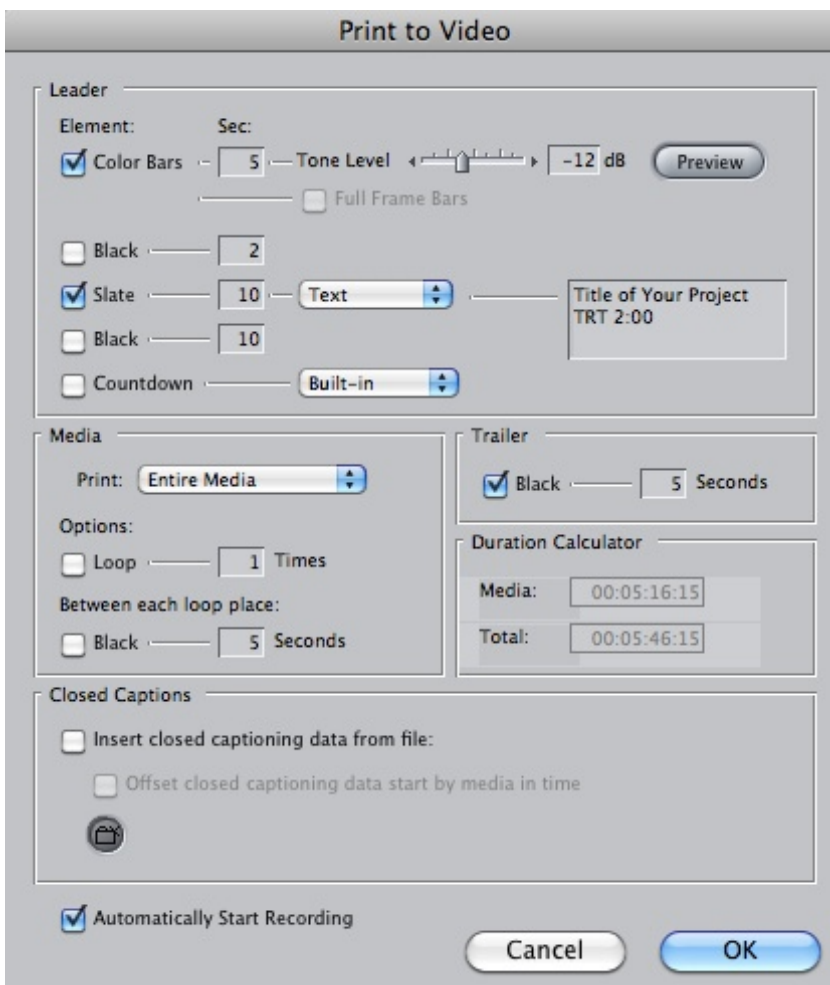 Print to Video
Leader
Element: Sec:
Color Bars 5 Tone Level -12 dB Preview
Full Frame Bars
Black 2
Slate 10 Text Title of Your Project
TRT 2:00
Black 10
Countdown Built-in
Media
Print: Entire Media
Options:
Loop 1 Times
Between each loop place:
Black 5 Seconds
Trailer
Black 5 Seconds
Duration Calculator
Media: 00:05:16:15
Total: 00:05:46:15
Closed Captions
Insert closed captioning data from file:
Offset closed captioning data start by media in time
Automatically Start Recording
Cancel OK